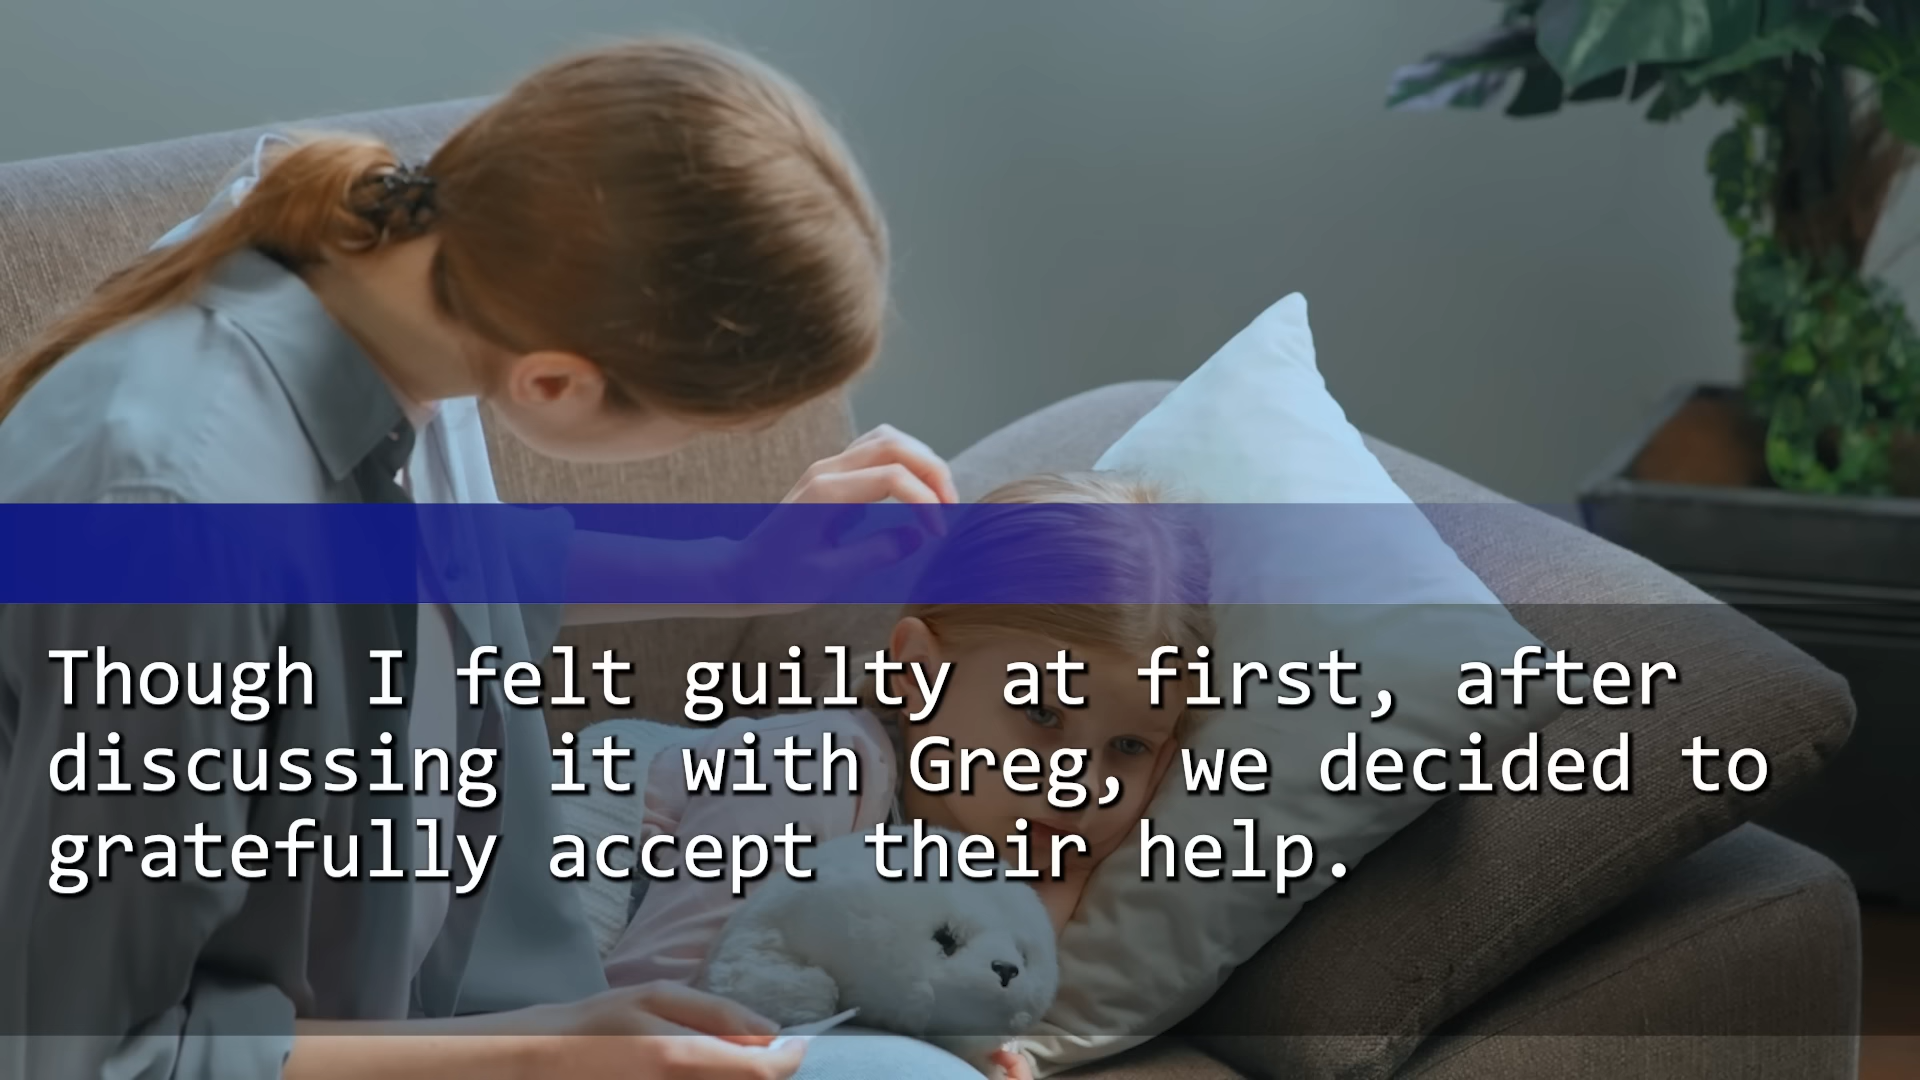 Though I felt guilty at first, after
discussing it with Greg, we decided to
gratefully accept their help.